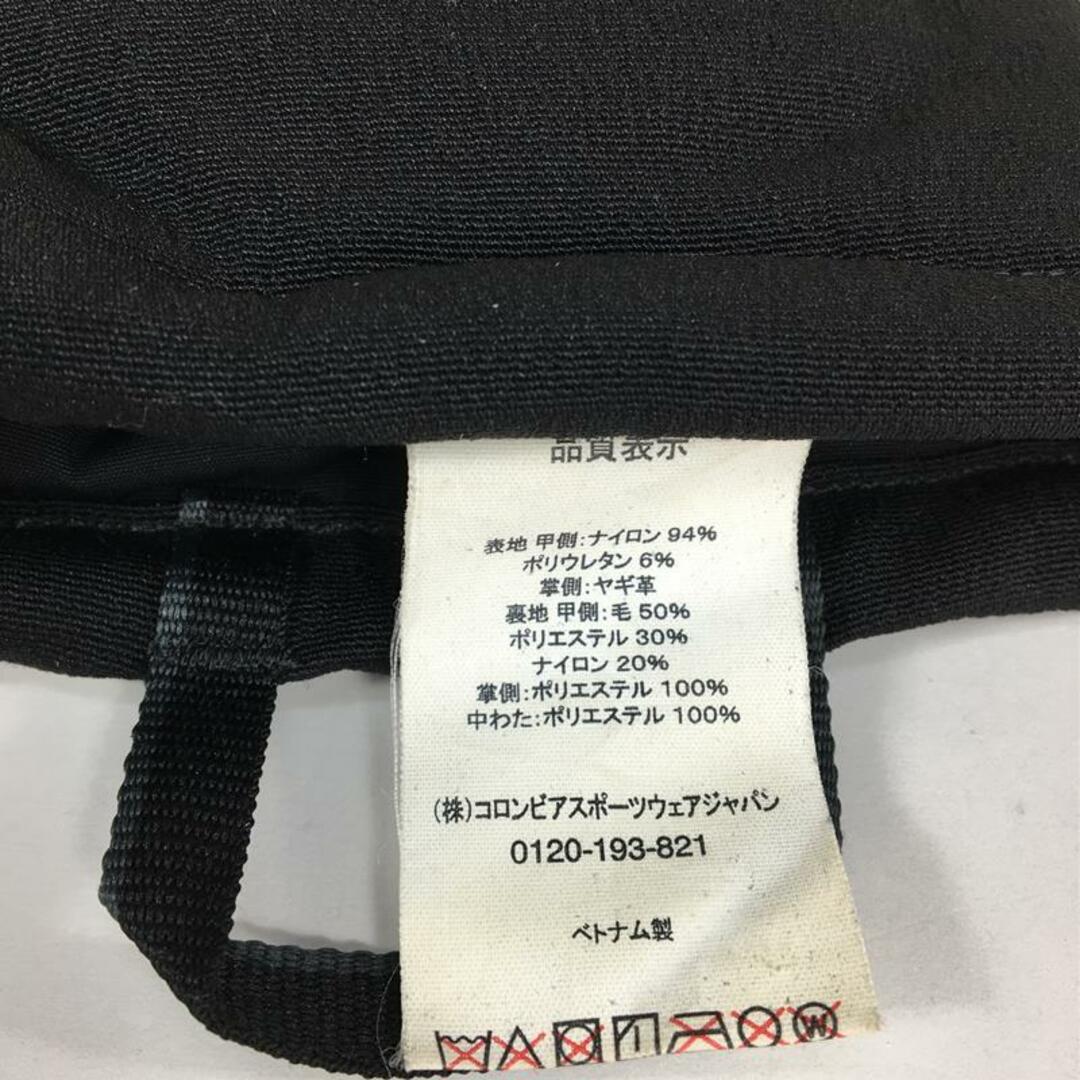 品質表示
表地 甲側:ナイロン 94%
ポリウレタン 6%
掌側:ヤギ革
裏地 甲側:毛 50%
ポリエステル 30%
ナイロン 20%
掌側:ポリエステル 100%
中わた:ポリエステル 100%
(株)コロンビアスポーツウェアジャパン
0120-193-821
ベトナム製
W